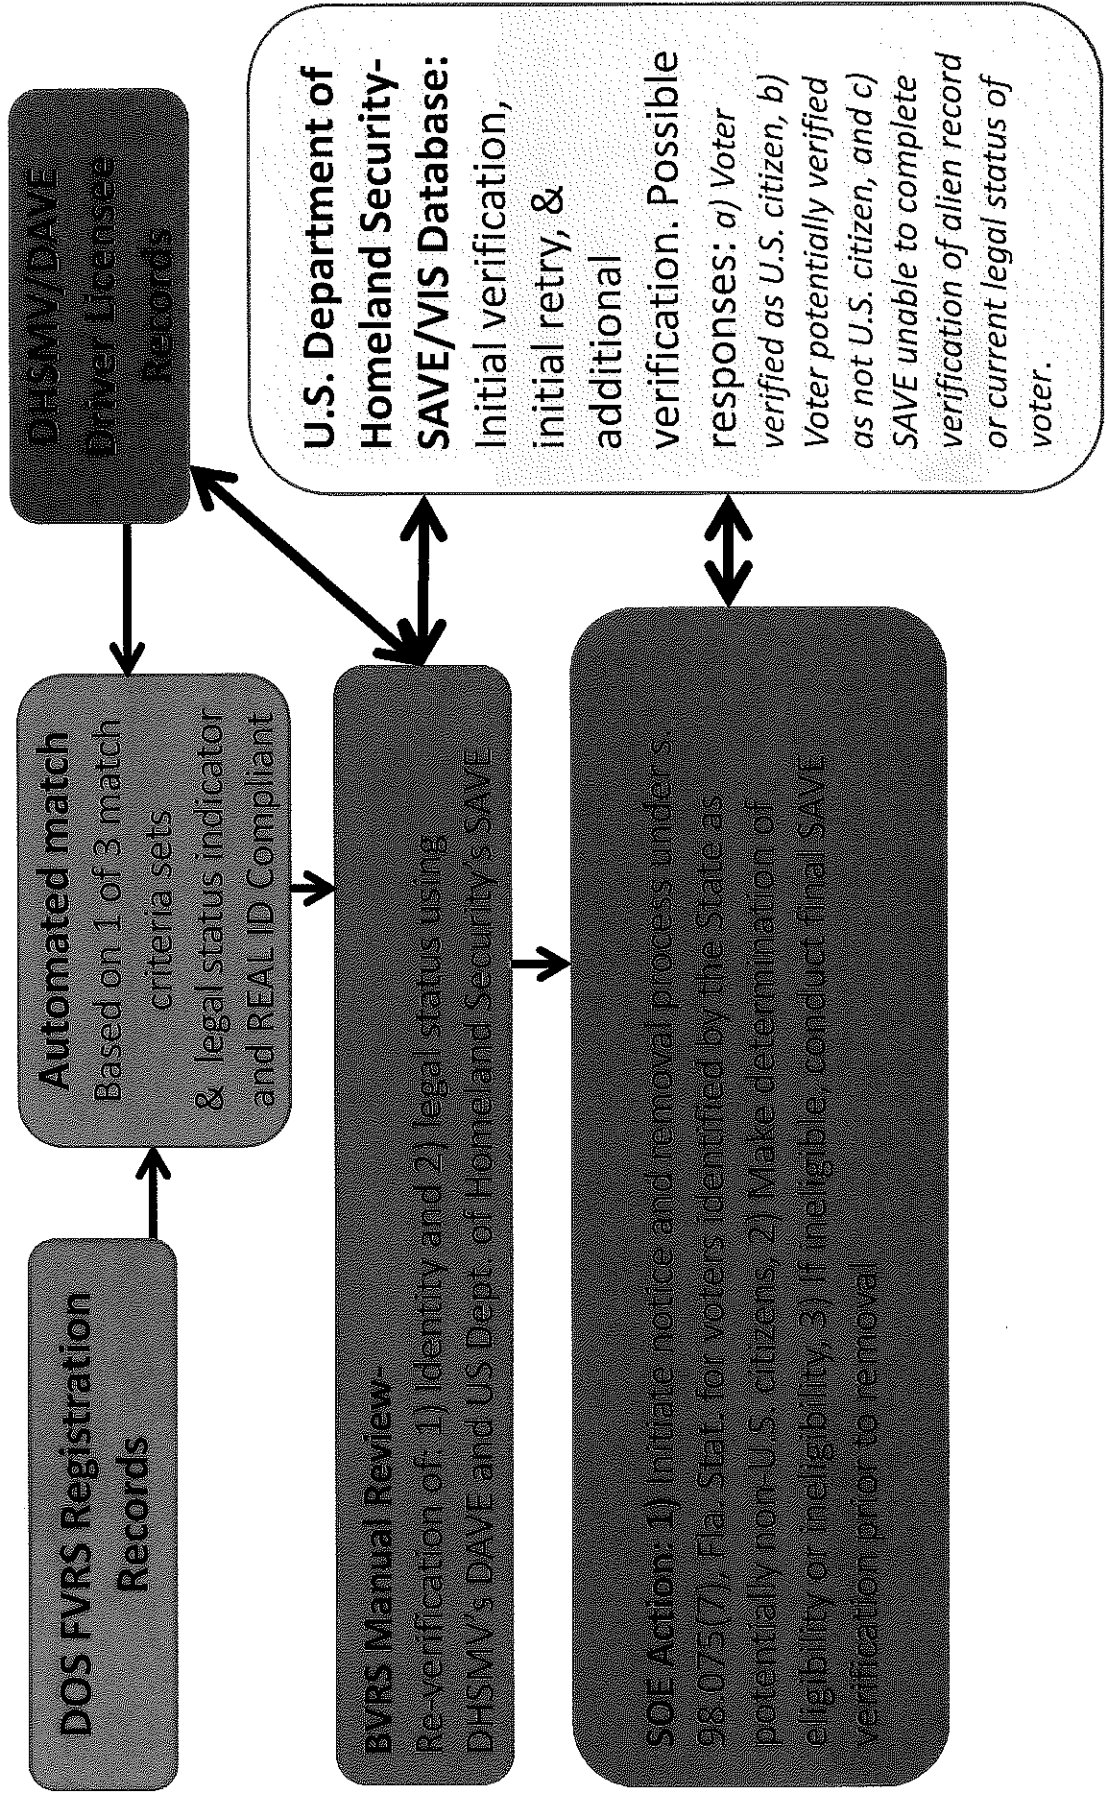 DOS FVRS Registration
Records
Automated match
Based on 1 of 3 match
criteria sets
& legal status indicator
and REAL ID Compliant
DHSMV/DAVE
Driver Licensee
Records
BVRS Manual Review-
Re-verification of: 1) Identity and 2) legal status using
DHSMV's DAVE and US Dept. of Homeland Security's SAVE
U.S. Department of
Homeland Security-
SAVE/VIS Database:
Initial verification,
initial retry, &
additional
verification. Possible
responses: a) Voter
verified as U.S. citizen, b)
Voter potentially verified
as not U.S. citizen, and c)
SAVE unable to complete
verification of alien record
or current legal status of
voter.
SOE Action: 1) Initiate notice and removal process under s.
98.075(7), Fla. Stat. for voters identified by the State as
potentially non-U.S. citizens, 2) Make determination of
eligibility or ineligibility, 3) If ineligible, conduct final SAVE
verification prior to removal